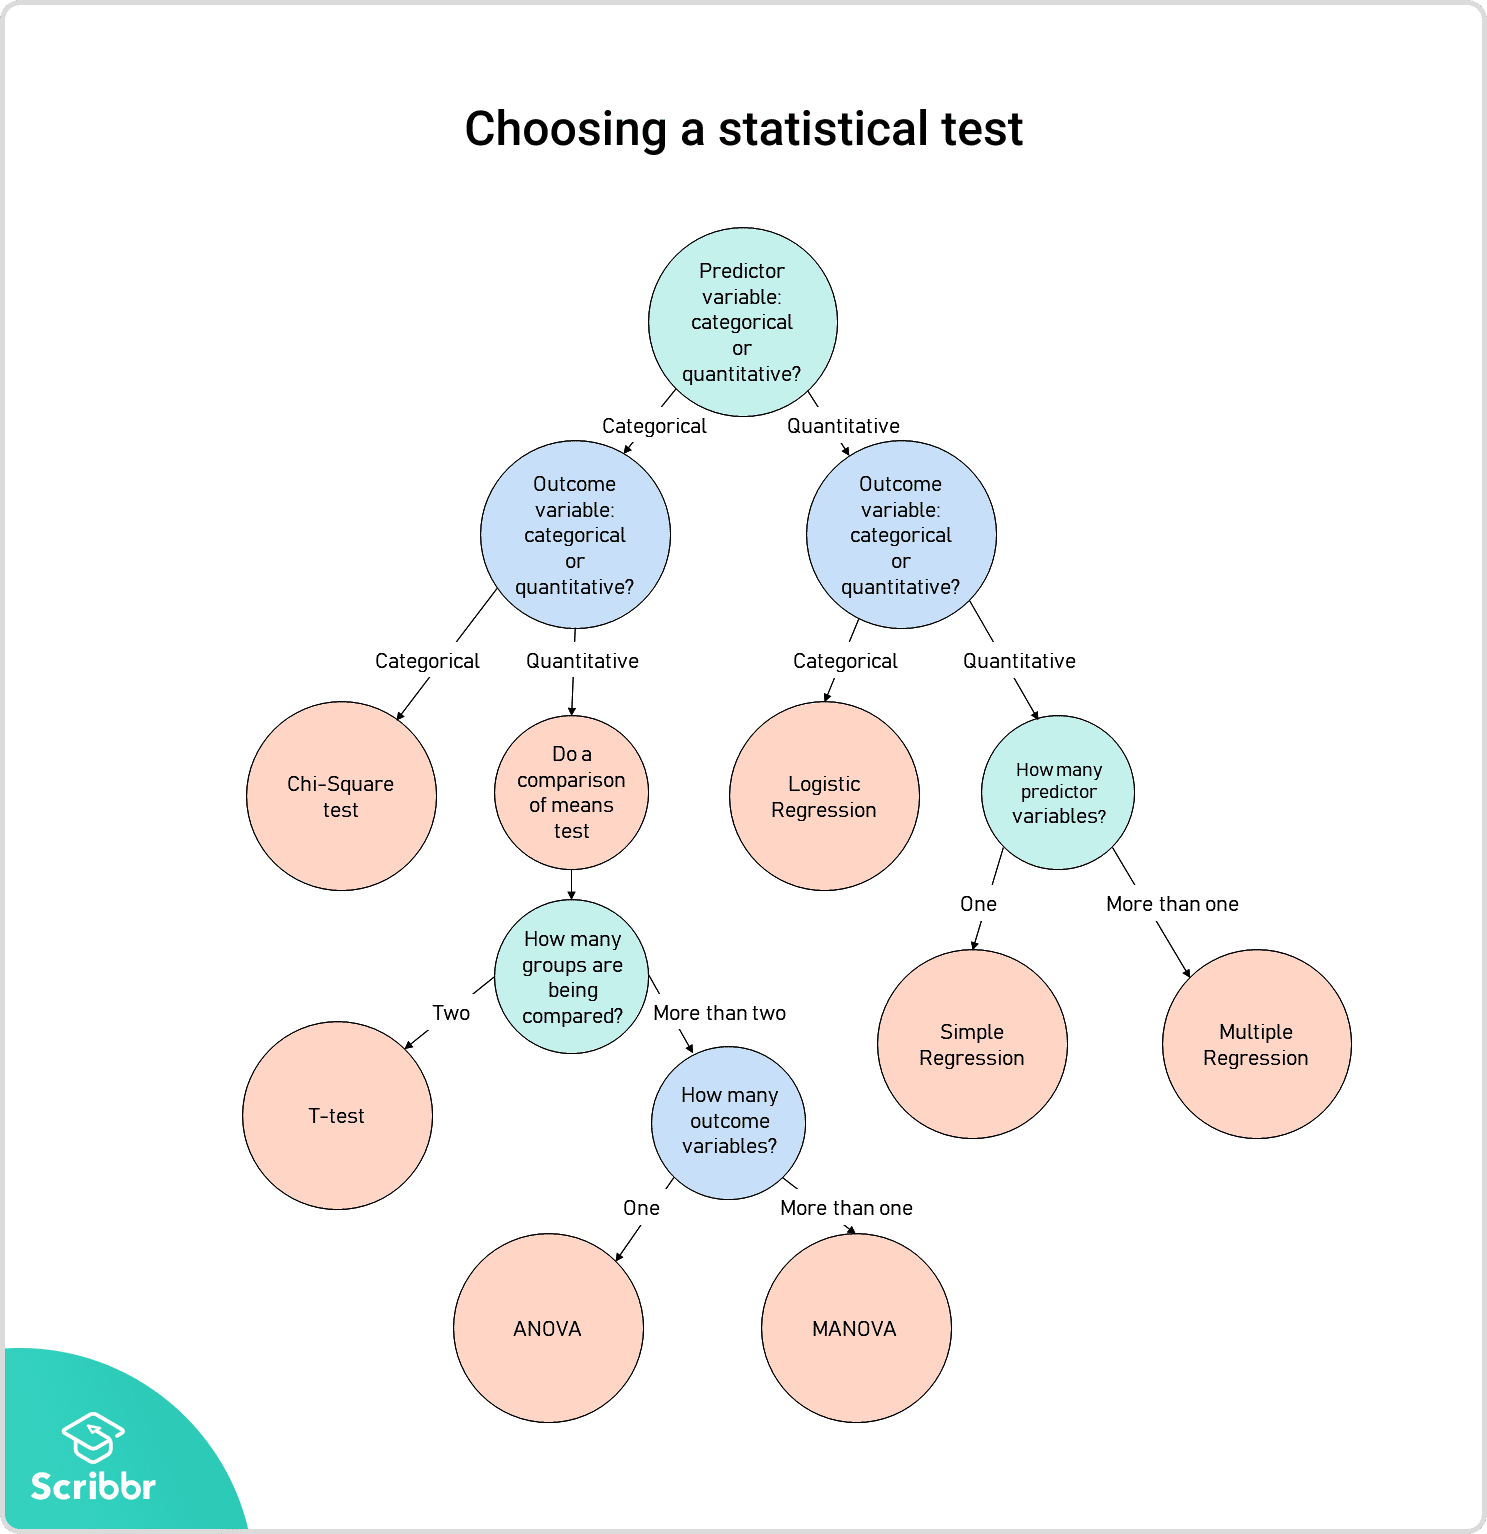 Choosing a statistical test
Predictor
variable:
categorical
or
quantitative?
Categorical
Quantitative
Outcome
variable:
categorical
or
quantitative?
Outcome
variable:
categorical
or
quantitative?
Categorical
Quantitative
Categorical
Quantitative
Chi-Square
test
Do a
comparison
of means
test
Logistic
Regression
How many
predictor
variables?
One
More than one
How many
groups are
being
compared?
Two
More than two
Simple
Regression
Multiple
Regression
T-test
How many
outcome
variables?
One
More than one
ANOVA
MANOVA
Scribbr